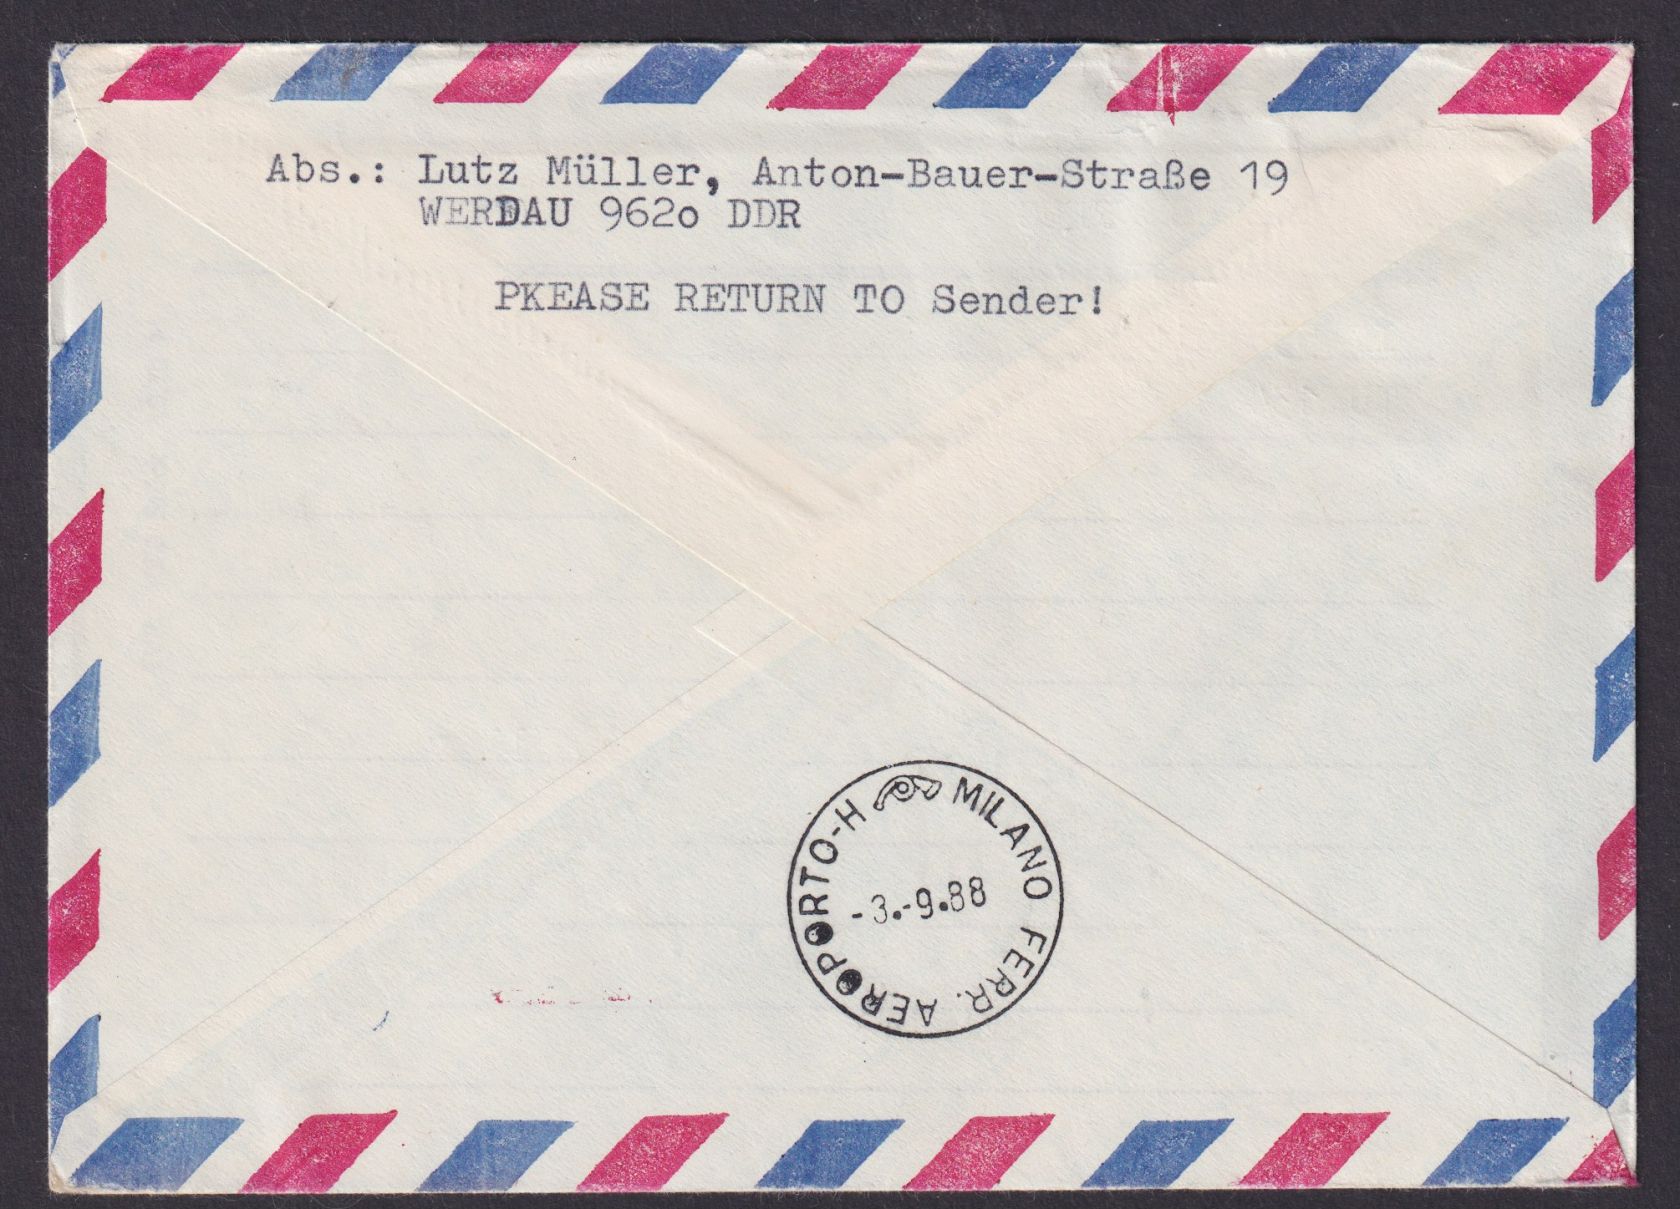 Abs.: Lutz Müller, Anton-Bauer-Straße 19
WERDAU 962o DDR
PKEASE RETURN TO Sender!
MILANO FERR. AEROPORTO-H
-3.-9.88